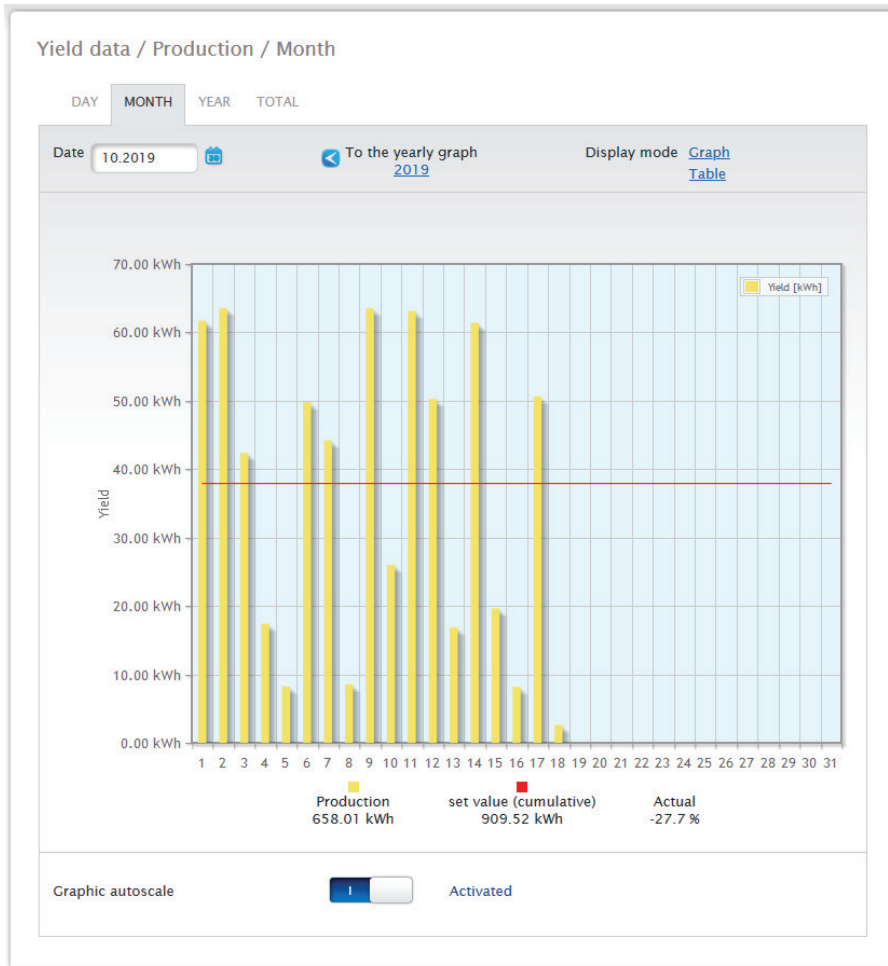 Yield data / Production / Month
DAY MONTH YEAR TOTAL
Date 10.2019 30 To the yearly graph Display mode Graph
2019 Table
70.00 kWh
Yield [kWh]
60.00 kWh
50.00 kWh
40.00 kWh
Yield
30.00 kWh
20.00 kWh
10.00 kWh
0.00 kWh
1 2 3 4 5 6 7 8 9 10 11 12 13 14 15 16 17 18 19 20 21 22 23 24 25 26 27 28 29 30 31
Production set value (cumulative) Actual
658.01 kWh 909.52 kWh -27.7 %
Graphic autoscale I Activated